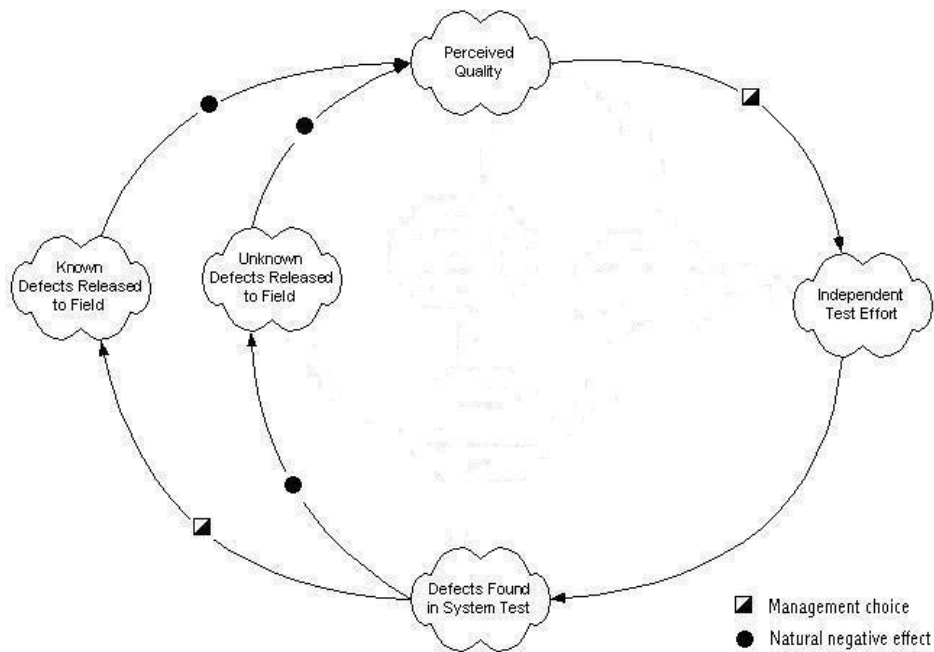 Perceived
Quality
Known
Defects Released
to Field
Unknown
Defects Released
to Field
Independent
Test Effort
Defects Found
in System Test
Management choice
Natural negative effect